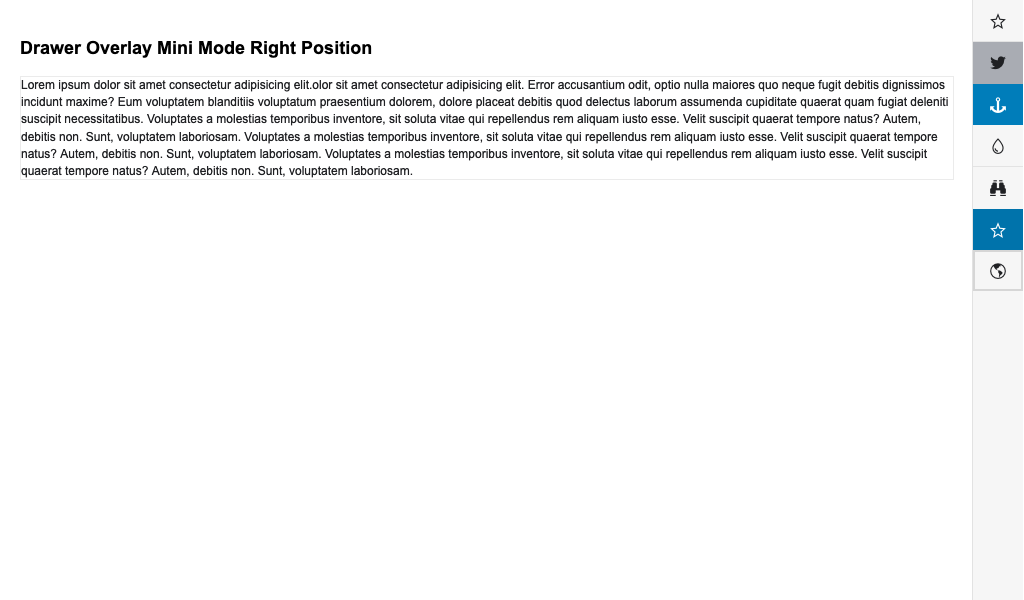 Drawer Overlay Mini Mode Right Position
Lorem ipsum dolor sit amet consectetur adipisicing elit.olor sit amet consectetur adipisicing elit. Error accusantium odit, optio nulla maiores quo neque fugit debitis dignissimos
incidunt maxime? Eum voluptatem blanditiis voluptatum praesentium dolorem, dolore placeat debitis quod delectus laborum assumenda cupiditate quaerat quam fugiat deleniti
suscipit necessitatibus. Voluptates a molestias temporibus inventore, sit soluta vitae qui repellendus rem aliquam iusto esse. Velit suscipit quaerat tempore natus? Autem,
debitis non. Sunt, voluptatem laboriosam. Voluptates a molestias temporibus inventore, sit soluta vitae qui repellendus rem aliquam iusto esse. Velit suscipit quaerat tempore
natus? Autem, debitis non. Sunt, voluptatem laboriosam. Voluptates a molestias temporibus inventore, sit soluta vitae qui repellendus rem aliquam iusto esse. Velit suscipit
quaerat tempore natus? Autem, debitis non. Sunt, voluptatem laboriosam.